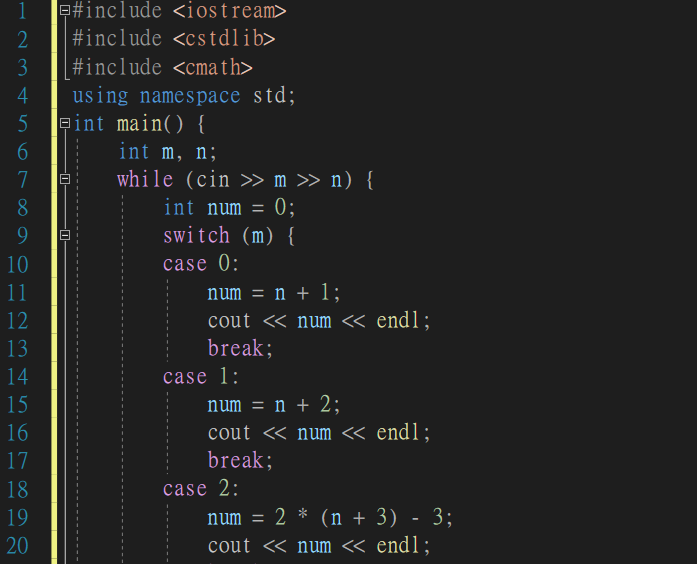 1 #include <iostream>
2 #include <cstdlib>
3 #include <cmath>
4 using namespace std;
5 int main() {
6 int m, n;
7 while (cin >> m >> n) {
8 int num = 0;
9 switch (m) {
10 case 0:
11 num = n + 1;
12 cout << num << endl;
13 break;
14 case 1:
15 num = n + 2;
16 cout << num << endl;
17 break;
18 case 2:
19 num = 2 * (n + 3) - 3;
20 cout << num << endl;